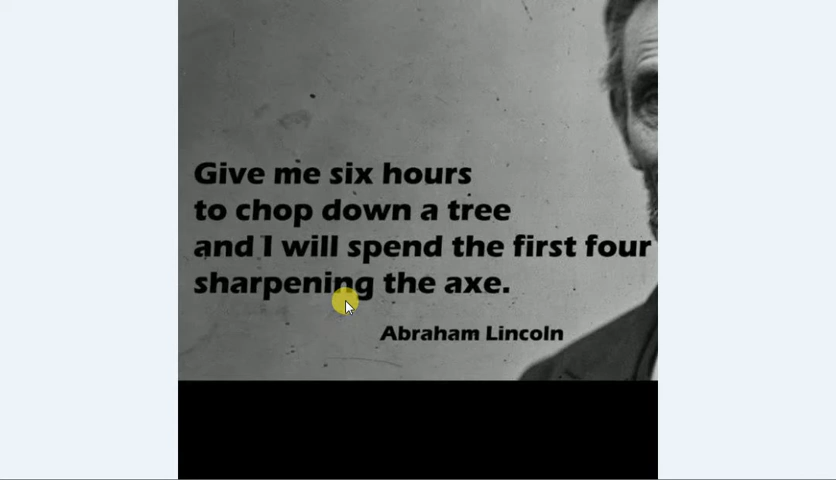 Give me six hours
to chop down a tree
and I will spend the first four
sharpening the axe.
Abraham Lincoln